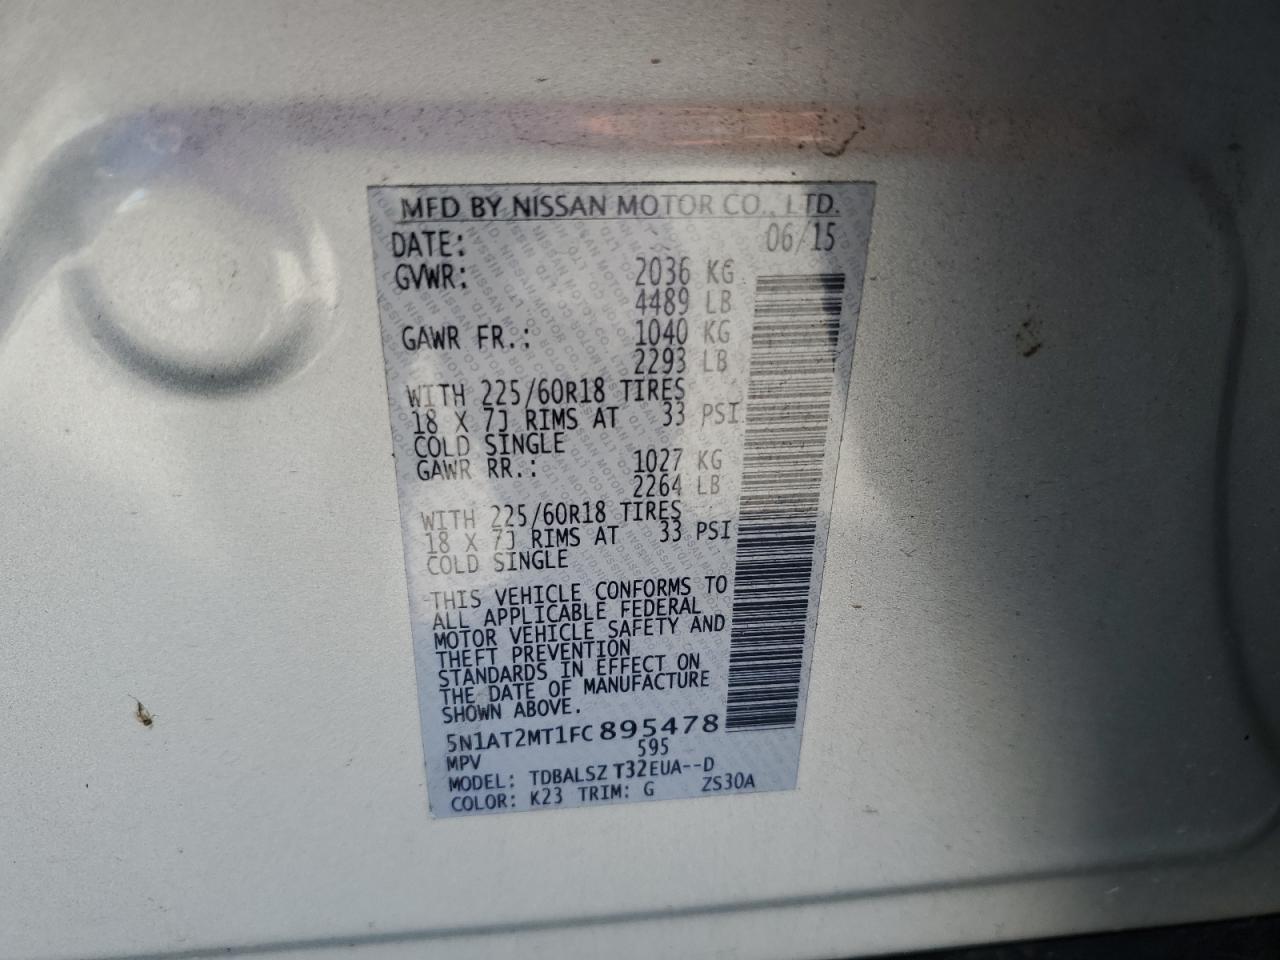 MFD BY NISSAN MOTOR CO., LTD.
DATE: 06/15
GVWR: 2036 KG
4489 LB
GAWR FR.: 1040 KG
2293 LB
WITH 225/60R18 TIRES
18 X 7J RIMS AT 33 PSI
COLD SINGLE
GAWR RR.: 1027 KG
2264 LB
WITH 225/60R18 TIRES
18 X 7J RIMS AT 33 PSI
COLD SINGLE
THIS VEHICLE CONFORMS TO
ALL APPLICABLE FEDERAL
MOTOR VEHICLE SAFETY AND
THEFT PREVENTION
STANDARDS IN EFFECT ON
THE DATE OF MANUFACTURE
SHOWN ABOVE.
5N1AT2MT1FC895478
MPV 595
MODEL: TDBALSZ T32EUA--D
COLOR: K23 TRIM: G ZS30A